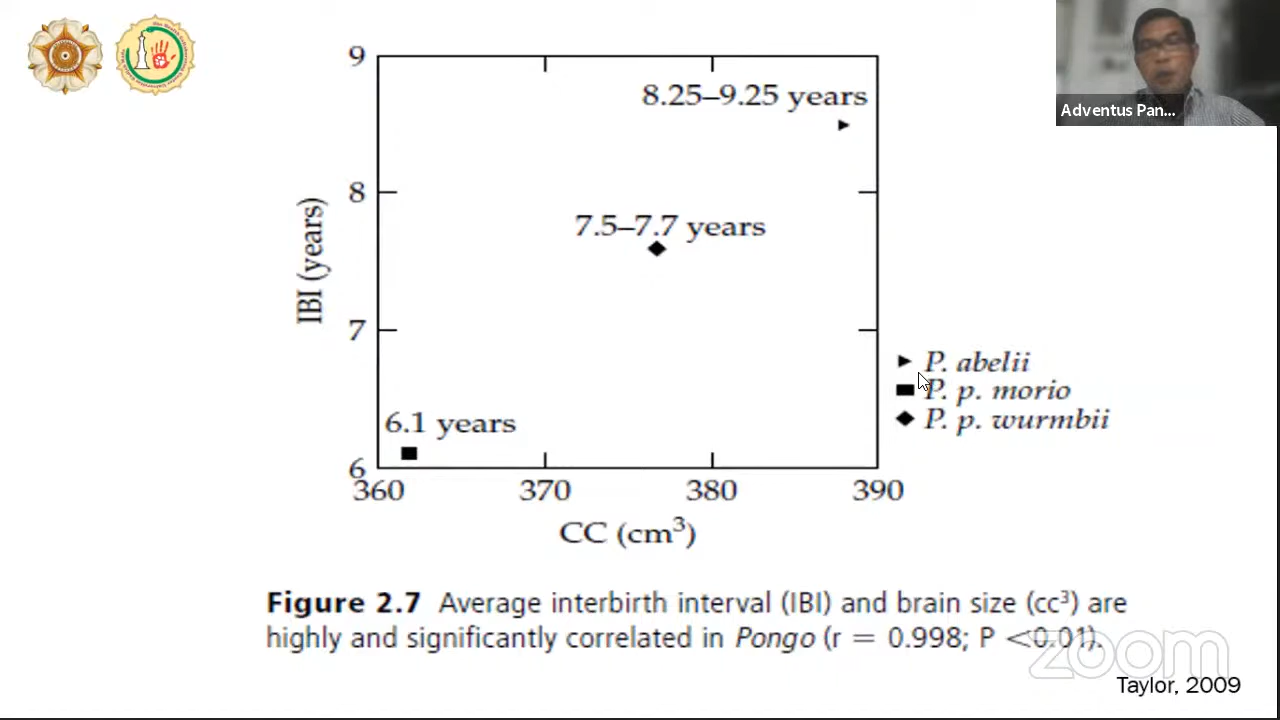 Adventus Pan...
9
8.25–9.25 years
8
7.5–7.7 years
IBI (years)
7
P. abelii
P. p. morio
P. p. wurmbii
6.1 years
6
360 370 380 390
CC (cm³)
Figure 2.7 Average interbirth interval (IBI) and brain size (cc³) are
highly and significantly correlated in Pongo (r = 0.998; P <0.01).
zoom
Taylor, 2009